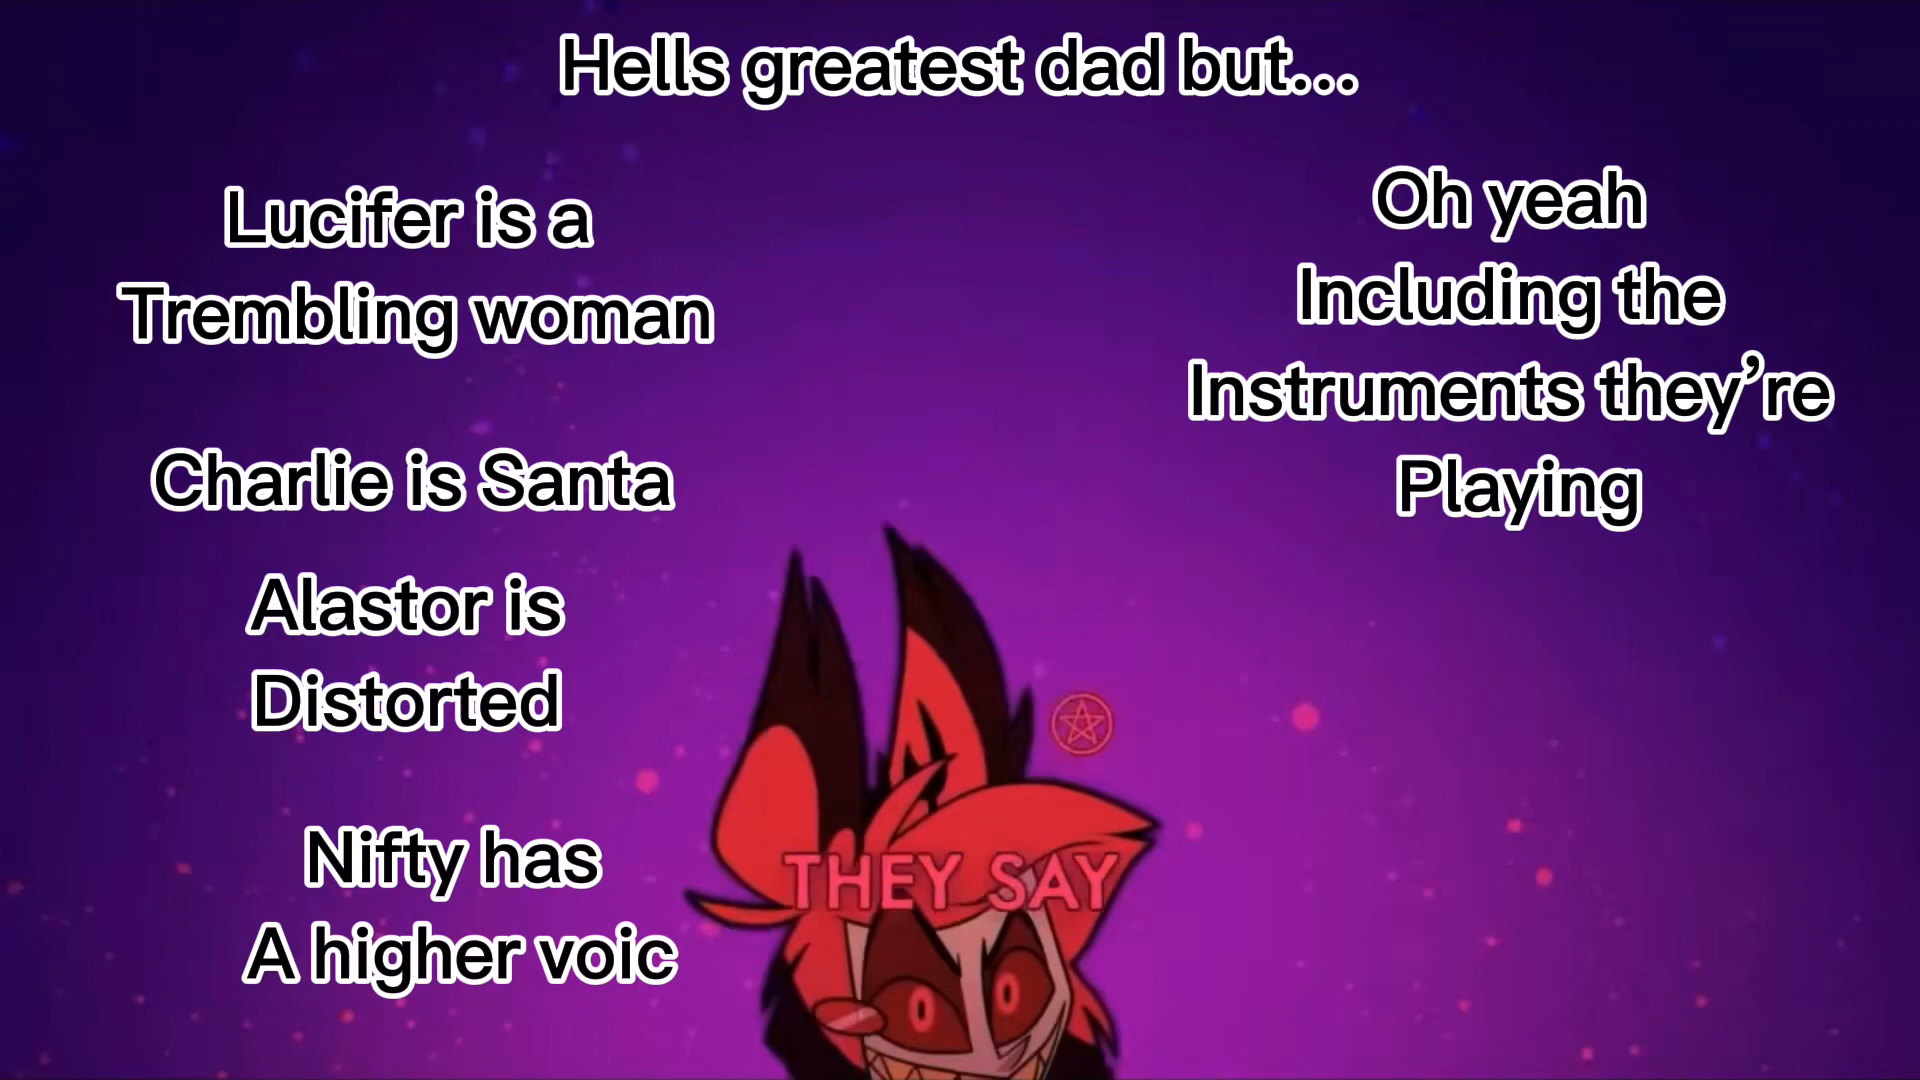 Hells greatest dad but...
Lucifer is a
Trembling woman
Charlie is Santa
Alastor is
Distorted
Nifty has
A higher voic
Oh yeah
Including the
Instruments they’re
Playing
THEY SAY